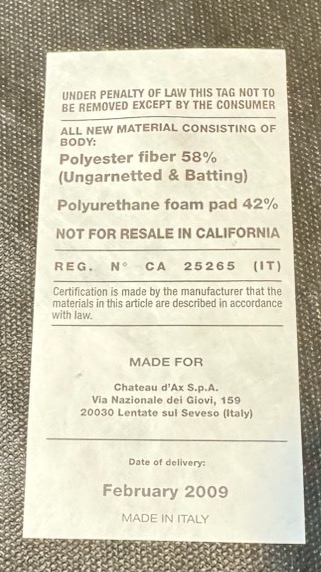 UNDER PENALTY OF LAW THIS TAG NOT TO
BE REMOVED EXCEPT BY THE CONSUMER
ALL NEW MATERIAL CONSISTING OF
BODY:
Polyester fiber 58%
(Ungarnetted & Batting)
Polyurethane foam pad 42%
NOT FOR RESALE IN CALIFORNIA
REG. N° CA 25265 (IT)
Certification is made by the manufacturer that the
materials in this article are described in accordance
with law.
MADE FOR
Chateau d'Ax S.p.A.
Via Nazionale dei Giovi, 159
20030 Lentate sul Seveso (Italy)
Date of delivery:
February 2009
MADE IN ITALY